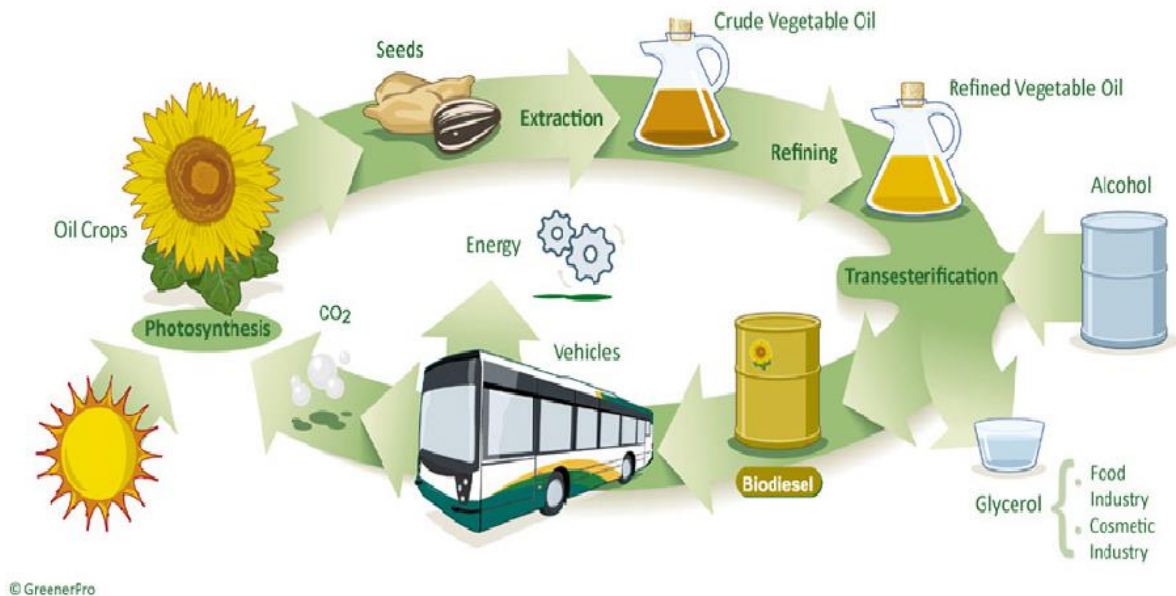 Crude Vegetable Oil
Seeds
Refined Vegetable Oil
Extraction
Refining
Alcohol
Oil Crops
Energy
Transesterification
Photosynthesis
CO2
Vehicles
Biodiesel
Glycerol
. Food
Industry
. Cosmetic
Industry
© GreenerPro